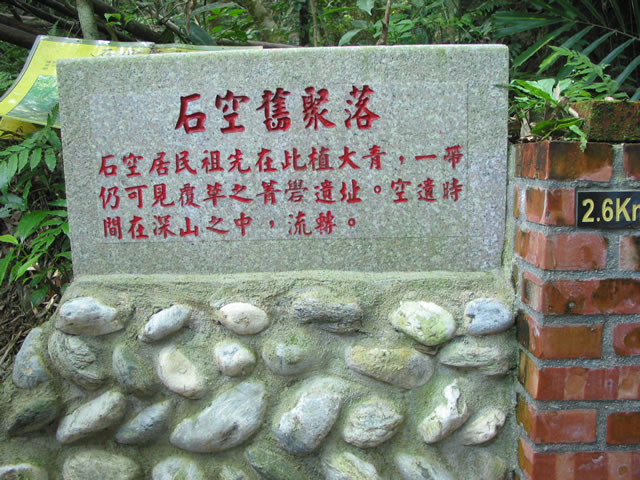 石空舊聚落
石空居民祖先在此植大青，一帶
仍可見覆草之菁礐遺址。空遺時
間在深山之中，流轉。
2.6Km